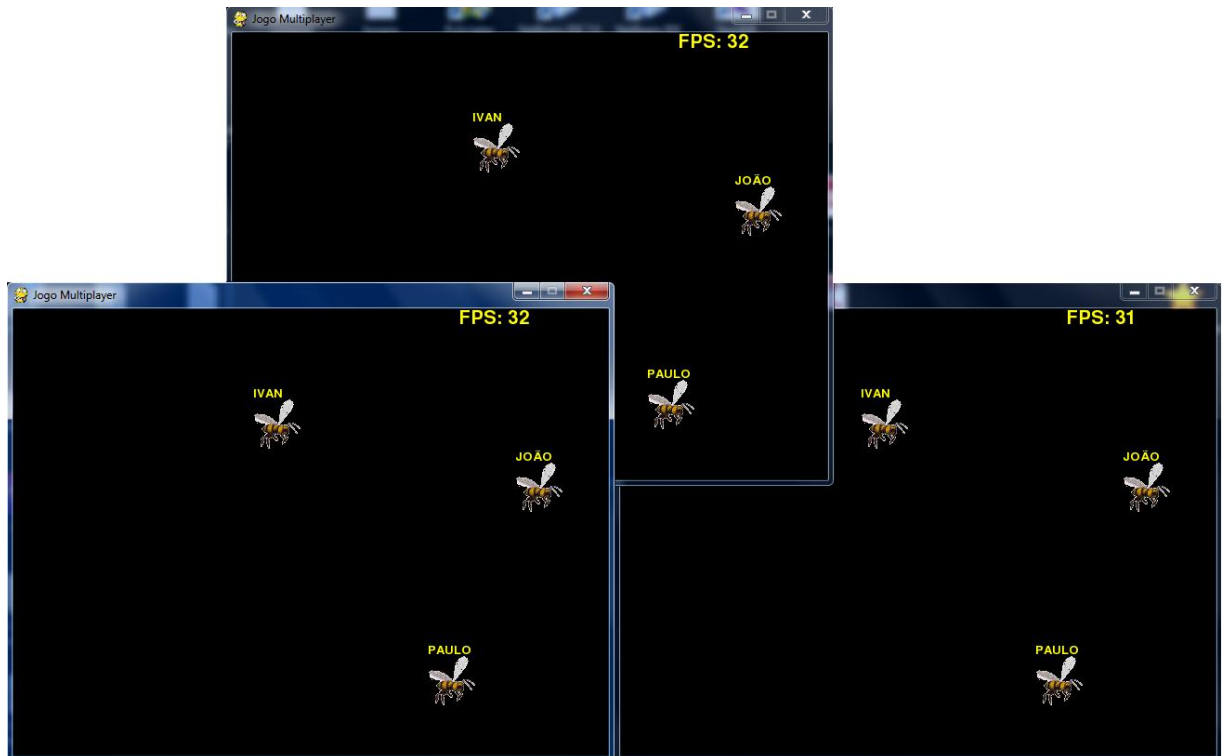 Jogo Multiplayer
FPS: 32
IVAN
JOÃO
PAULO
Jogo Multiplayer
FPS: 32
IVAN
JOÃO
PAULO
FPS: 31
IVAN
JOÃO
PAULO